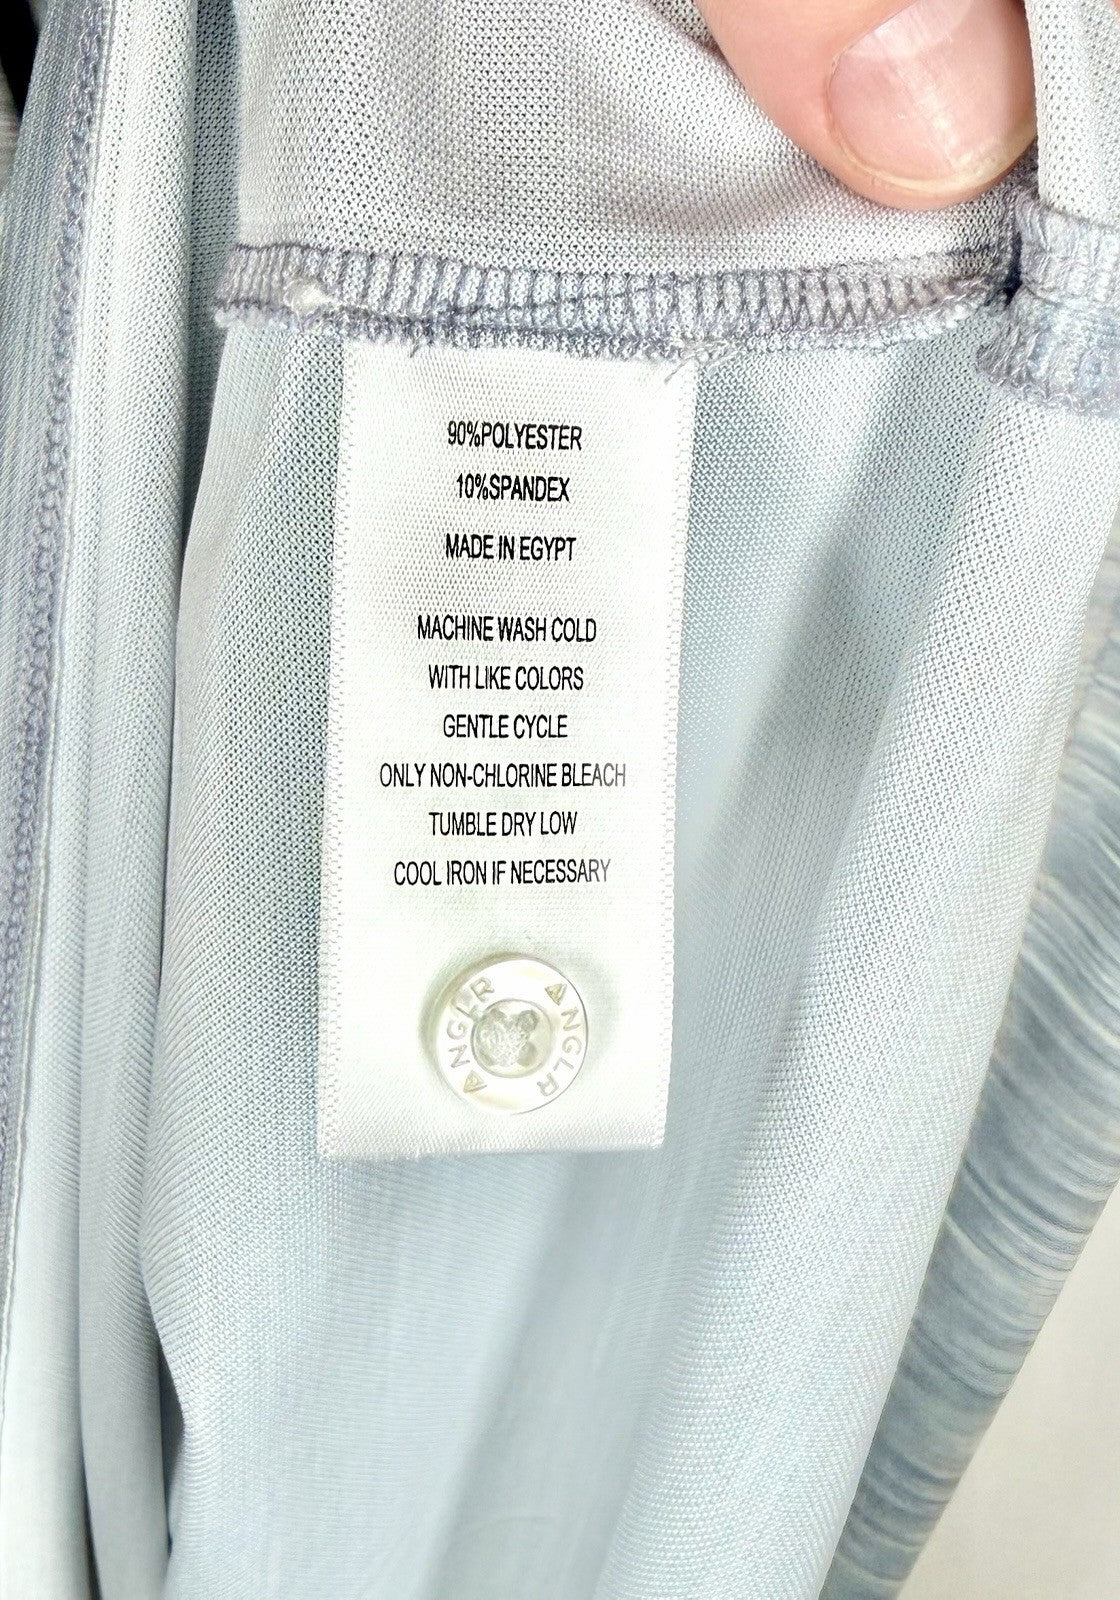 90%POLYESTER
10%SPANDEX
MADE IN EGYPT
MACHINE WASH COLD
WITH LIKE COLORS
GENTLE CYCLE
ONLY NON-CHLORINE BLEACH
TUMBLE DRY LOW
COOL IRON IF NECESSARY
ANGLR
ANGLR